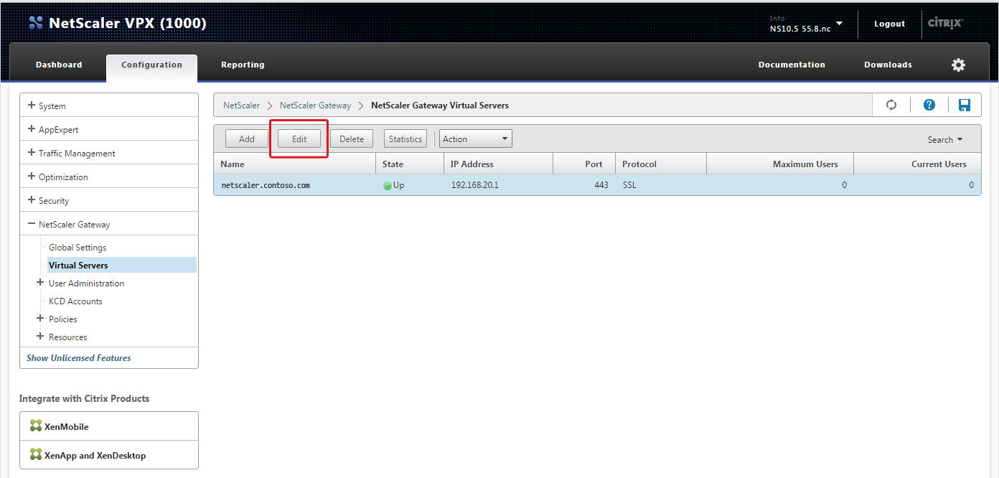 NetScaler VPX (1000)
Info
NS10.5 55.8.nc
Logout
CITRIX
Dashboard
Configuration
Reporting
Documentation
Downloads
System
AppExpert
Traffic Management
Optimization
Security
NetScaler Gateway
Global Settings
Virtual Servers
User Administration
KCD Accounts
Policies
Resources
Show Unlicensed Features
Integrate with Citrix Products
XenMobile
XenApp and XenDesktop
NetScaler > NetScaler Gateway > NetScaler Gateway Virtual Servers
?
Add Edit Delete Statistics Action Search
Name State IP Address Port Protocol Maximum Users Current Users
netscaler.contoso.com Up 192.168.20.1 443 SSL 0 0